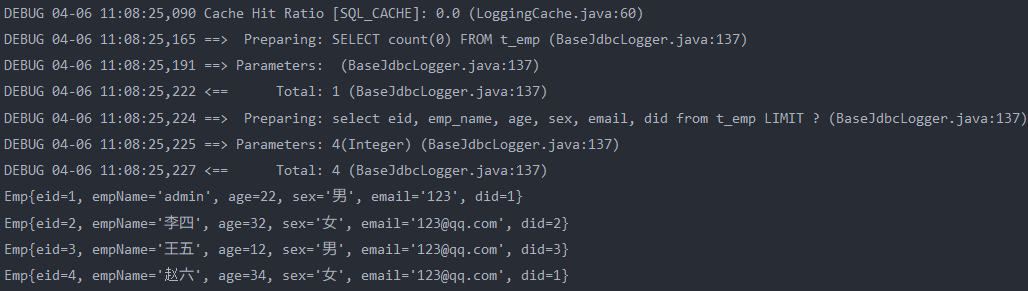 DEBUG 04-06 11:08:25,090 Cache Hit Ratio [SQL_CACHE]: 0.0 (LoggingCache.java:60)
DEBUG 04-06 11:08:25,165 ==>  Preparing: SELECT count(0) FROM t_emp (BaseJdbcLogger.java:137)
DEBUG 04-06 11:08:25,191 ==> Parameters:  (BaseJdbcLogger.java:137)
DEBUG 04-06 11:08:25,222 <==      Total: 1 (BaseJdbcLogger.java:137)
DEBUG 04-06 11:08:25,224 ==>  Preparing: select eid, emp_name, age, sex, email, did from t_emp LIMIT ? (BaseJdbcLogger.java:137)
DEBUG 04-06 11:08:25,225 ==> Parameters: 4(Integer) (BaseJdbcLogger.java:137)
DEBUG 04-06 11:08:25,227 <==      Total: 4 (BaseJdbcLogger.java:137)
Emp{eid=1, empName='admin', age=22, sex='男', email='123', did=1}
Emp{eid=2, empName='李四', age=32, sex='女', email='123@qq.com', did=2}
Emp{eid=3, empName='王五', age=12, sex='男', email='123@qq.com', did=3}
Emp{eid=4, empName='赵六', age=34, sex='女', email='123@qq.com', did=1}